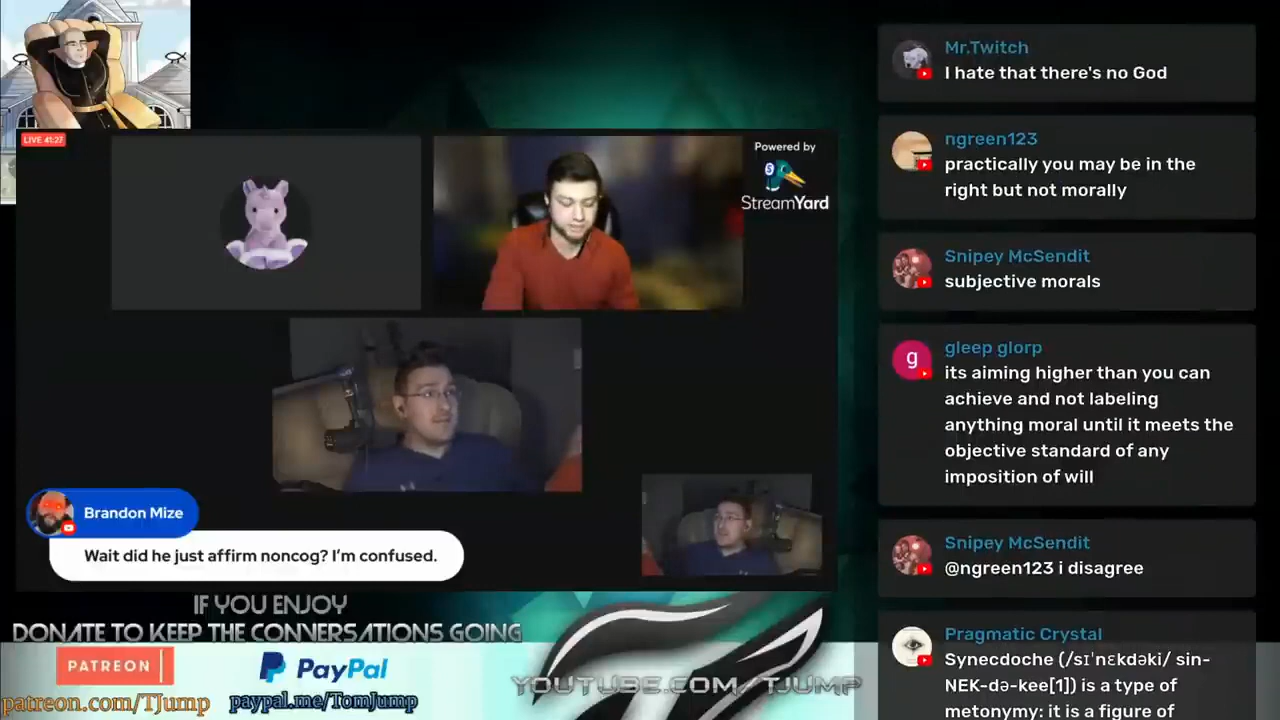 LIVE 41:27
Powered by
StreamYard
Brandon Mize
Wait did he just affirm noncog? I'm confused.
IF YOU ENJOY
DONATE TO KEEP THE CONVERSATIONS GOING
PATREON
PayPal
patreon.com/TJump
paypal.me/TomJump
YOUTUBE.COM/TJUMP
Mr.Twitch
I hate that there's no God
ngreen123
practically you may be in the
right but not morally
Snipey McSendit
subjective morals
g
gleep glorp
its aiming higher than you can
achieve and not labeling
anything moral until it meets the
objective standard of any
imposition of will
Snipey McSendit
@ngreen123 i disagree
Pragmatic Crystal
Synecdoche (/sɪˈnɛkdəki/ sin-
NEK-də-kee[1]) is a type of
metonymy: it is a figure of